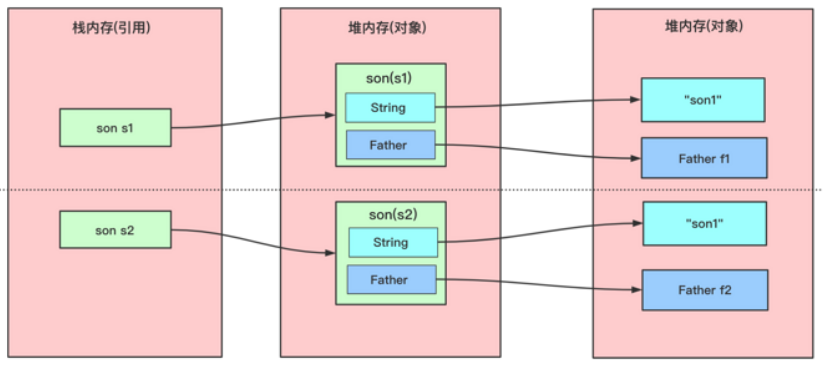 栈内存(引用)
堆内存(对象)
堆内存(对象)
son s1
son(s1)
String
Father
"son1"
Father f1
son s2
son(s2)
String
Father
"son1"
Father f2